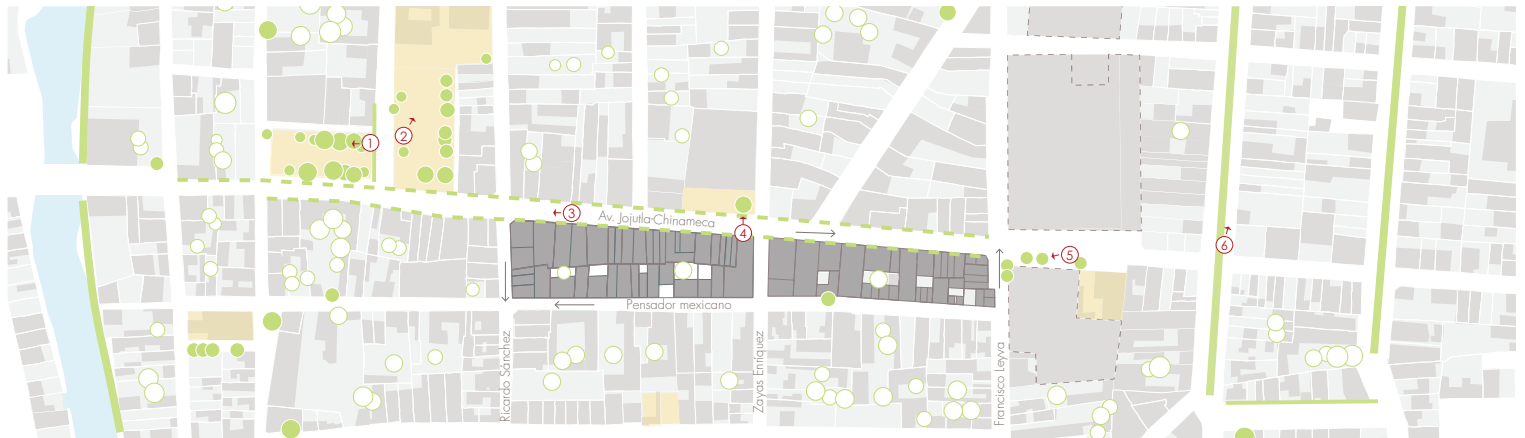 1
2
3
Av. Jojutla-Chinameca
4
5
6
Pensador mexicano
Ricardo Sánchez
Zayas Enríquez
Francisco Leyva